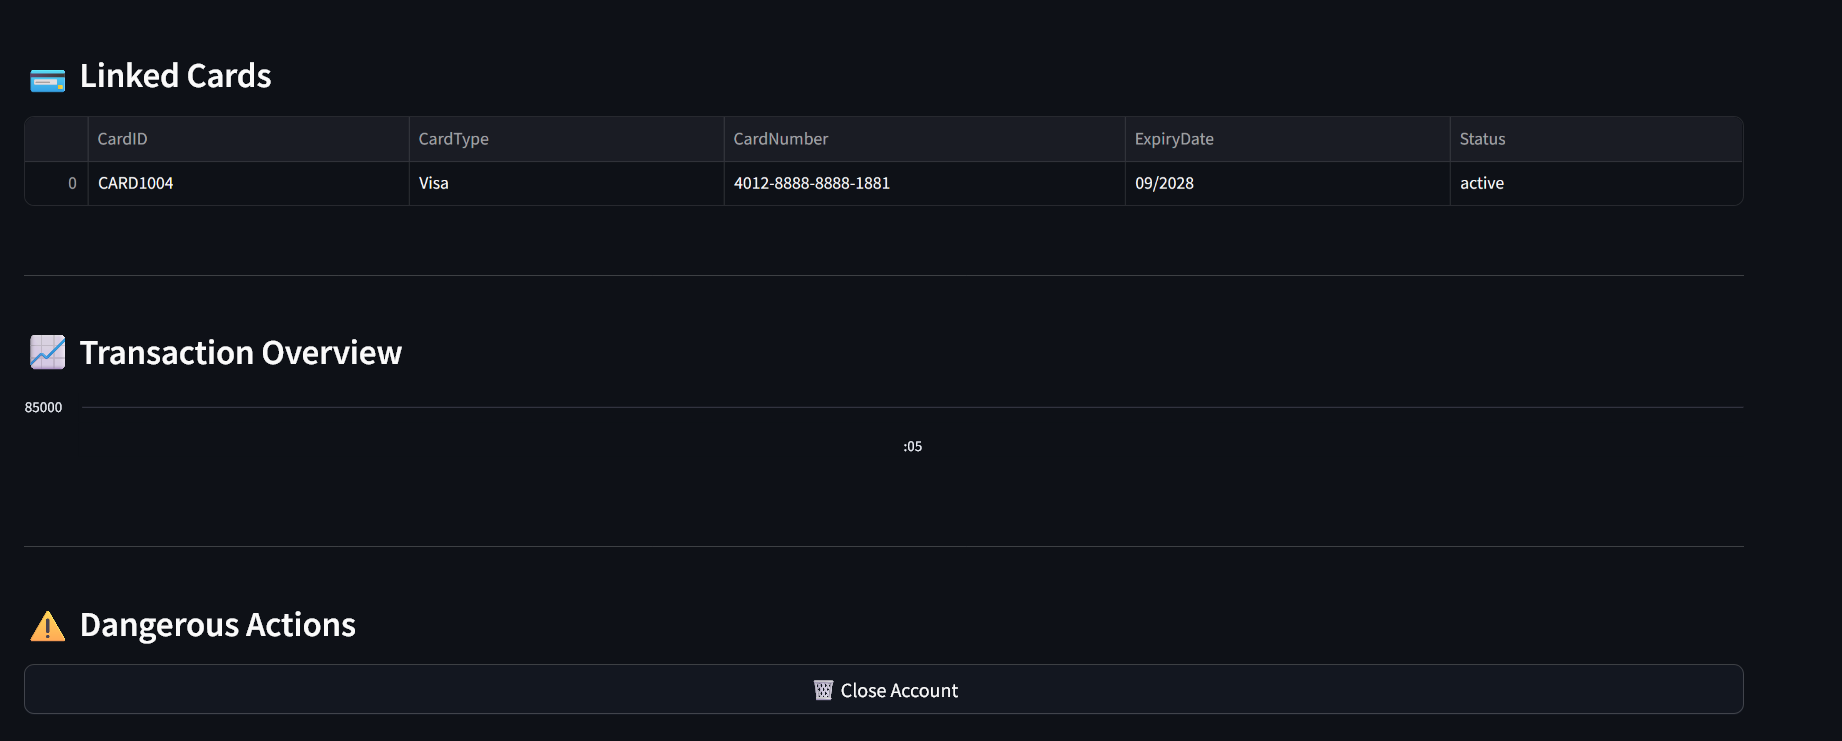 Linked Cards
CardID CardType CardNumber ExpiryDate Status
0 CARD1004 Visa 4012-8888-8888-1881 09/2028 active
Transaction Overview
85000
:05
Dangerous Actions
Close Account